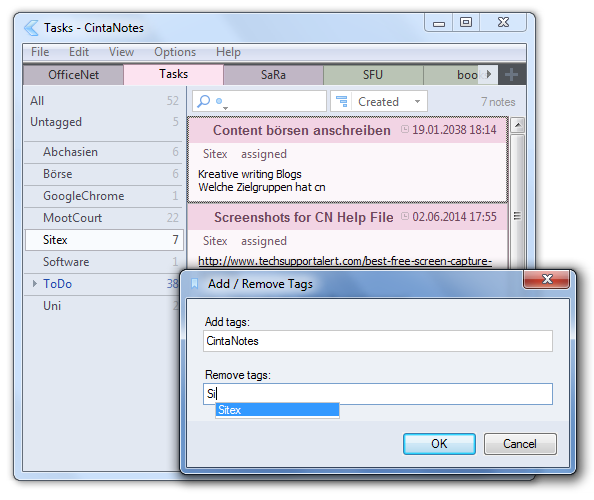 Tasks - CintaNotes
File Edit View Options Help
OfficeNet Tasks SaRa SFU book
All 52
Untagged 5
Created
7 notes
Abchasien 6
Börse 6
GoogleChrome 1
MootCourt 22
Sitex 7
Software 1
ToDo 38
Uni 2
Content börsen anschreiben 19.01.2038 18:14
Sitex assigned
Kreative writing Blogs
Welche Zielgruppen hat cn
Screenshots for CN Help File 02.06.2014 17:55
Sitex assigned
http://www.techsupportalert.com/best-free-screen-capture-
Add / Remove Tags
Add tags:
CintaNotes
Remove tags:
Si
Sitex
OK Cancel